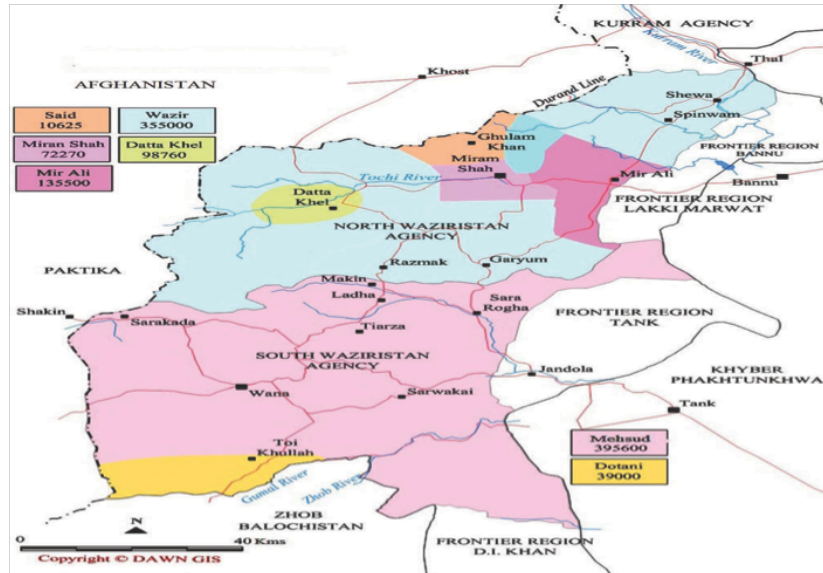 KURRAM AGENCY
Kurram River
Thal
AFGHANISTAN
Khost
Durand Line
Shewa
Spinwam
Said
10625
Wazir
355000
Miran Shah
72270
Datta Khel
98760
Mir Ali
135500
Ghulam
Khan
Miram
Shah
FRONTIER REGION
BANNU
Tochi River
Mir Ali
Bannu
Datta
Khel
FRONTIER REGION
LAKKI MARWAT
NORTH WAZIRISTAN
AGENCY
PAKTIKA
Razmak
Garyum
Makin
Ladha
Sara
Rogha
Shakin
Sarakada
FRONTIER REGION
TANK
Tiarza
SOUTH WAZIRISTAN
AGENCY
Jandola
KHYBER
PHAKHTUNKHWA
Wana
Sarwakai
Tank
Toi
Khullah
Mehsud
395600
Dotani
39000
Gumal River
Zhob River
ZHOB
BALOCHISTAN
N
0
40 Kms
FRONTIER REGION
D.I. KHAN
Copyright © DAWN GIS